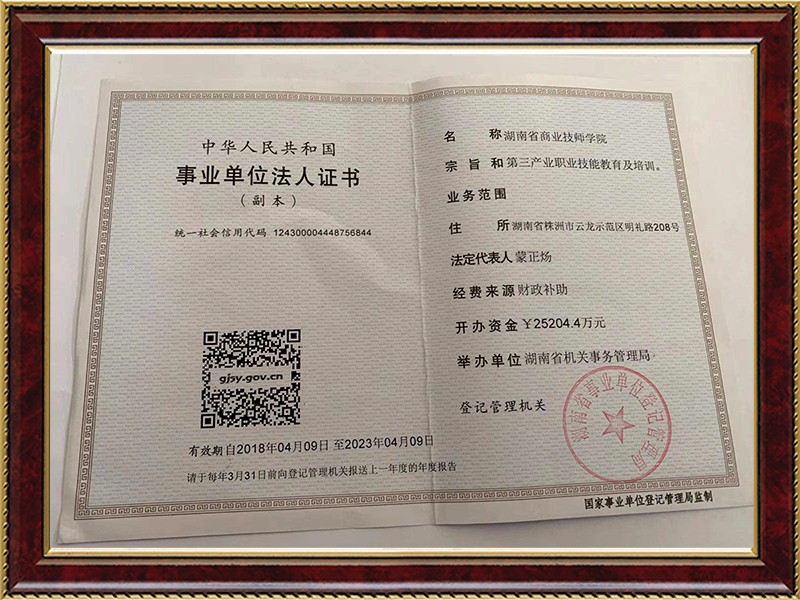 中华人民共和国
事业单位法人证书
（副本）
统一社会信用代码 124300004448756844
gjsy.gov.cn
有效期 自2018年04月09日 至2023年04月09日
请于每年3月31日前向登记管理机关报送上一年度的年度报告
名称 湖南省商业技师学院
宗旨和 第三产业职业技能教育及培训。
业务范围
住所 湖南省株洲市云龙示范区明礼路208号
法定代表人 蒙正炀
经费来源 财政补助
开办资金 ￥25204.4万元
举办单位 湖南省机关事务管理局
登记管理机关
湖南省事业单位登记管理局
国家事业单位登记管理局监制